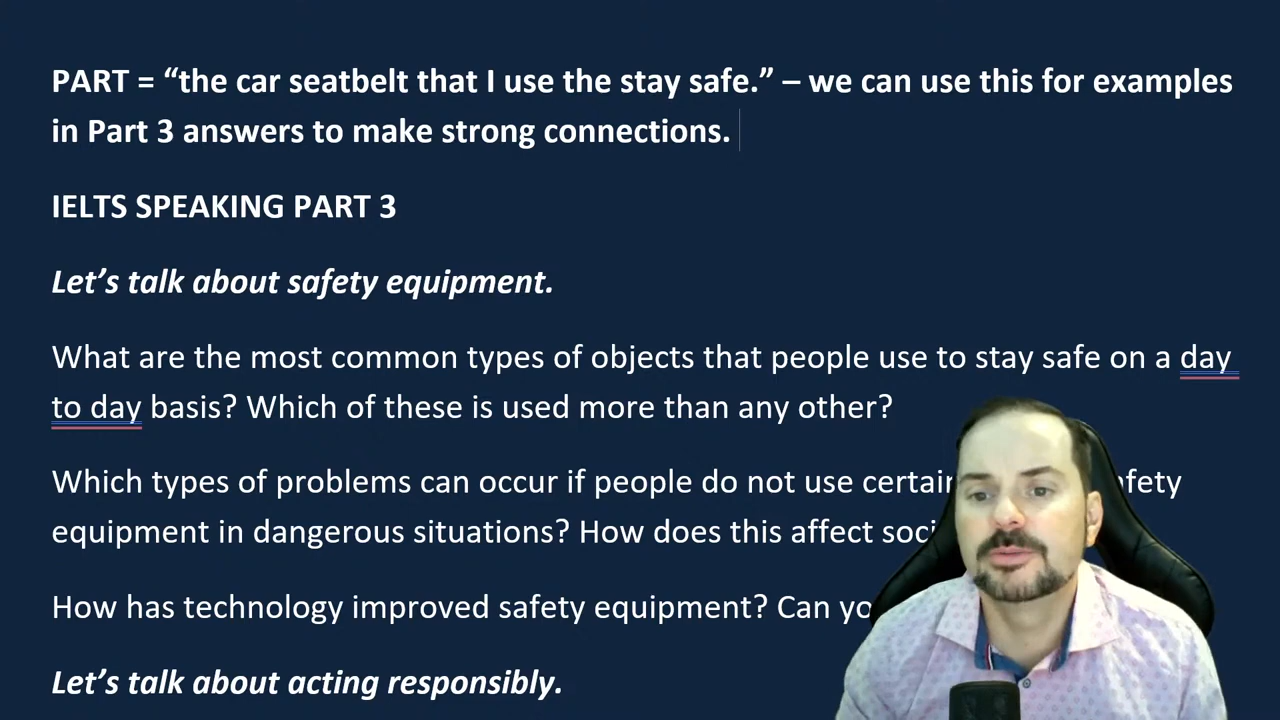 PART = “the car seatbelt that I use the stay safe.” – we can use this for examples
in Part 3 answers to make strong connections.
IELTS SPEAKING PART 3
Let’s talk about safety equipment.
What are the most common types of objects that people use to stay safe on a day
to day basis? Which of these is used more than any other?
Which types of problems can occur if people do not use certain
equipment in dangerous situations? How does this affect
How has technology improved safety equipment? Can
Let’s talk about acting responsibly.